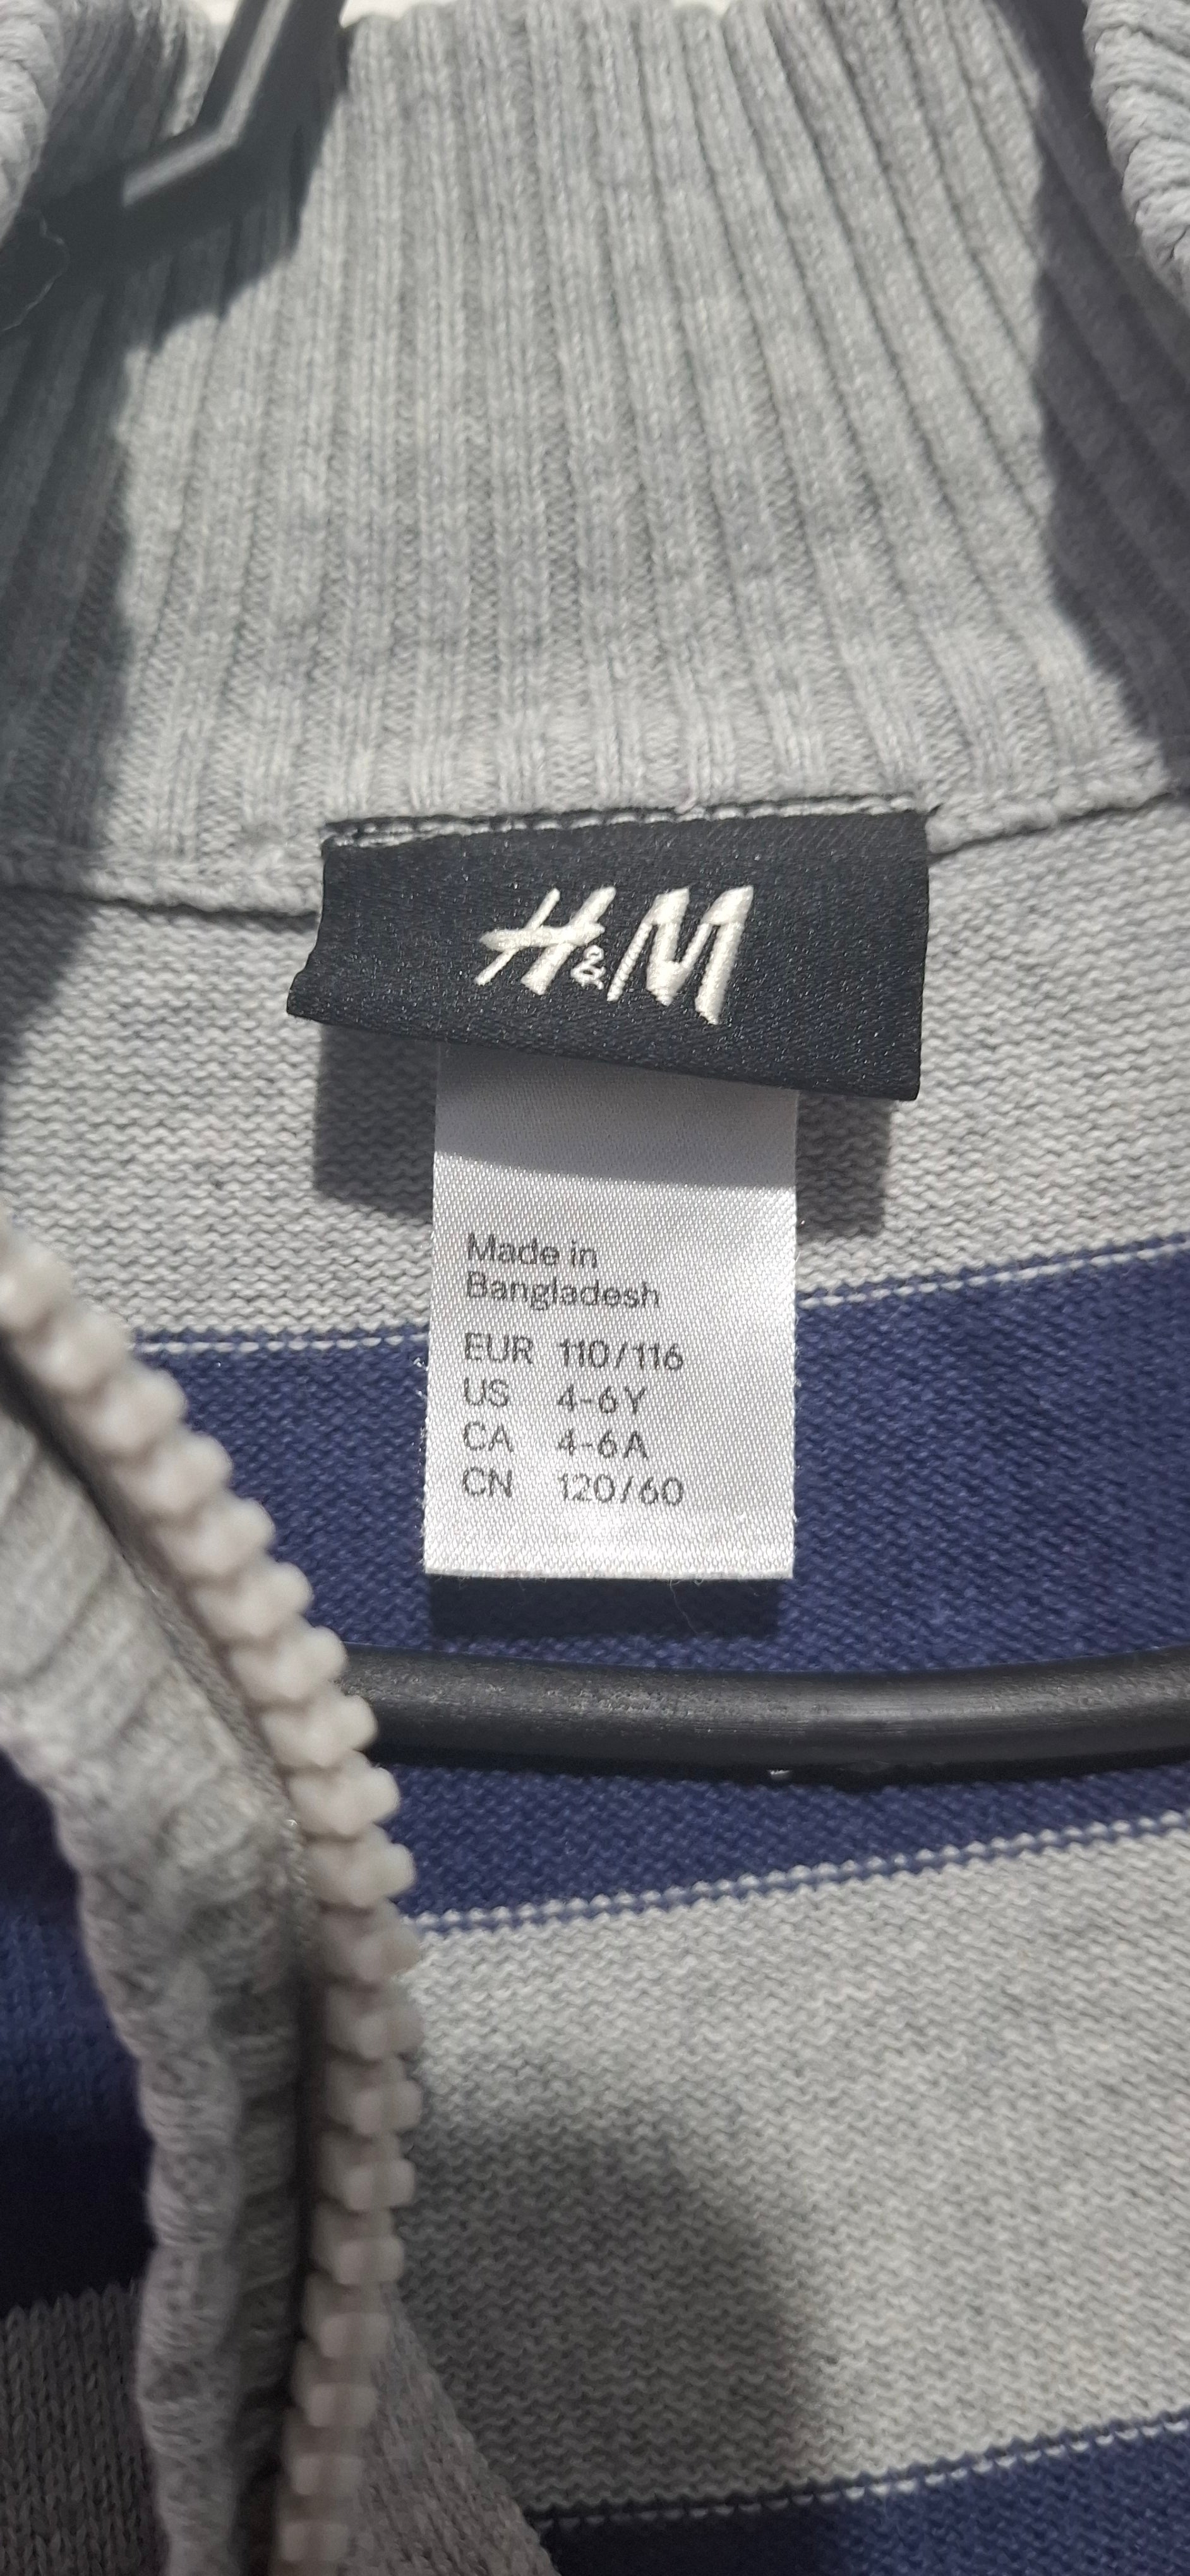 H&M
Made in
Bangladesh
EUR 110/116
US 4-6Y
CA 4-6A
CN 120/60